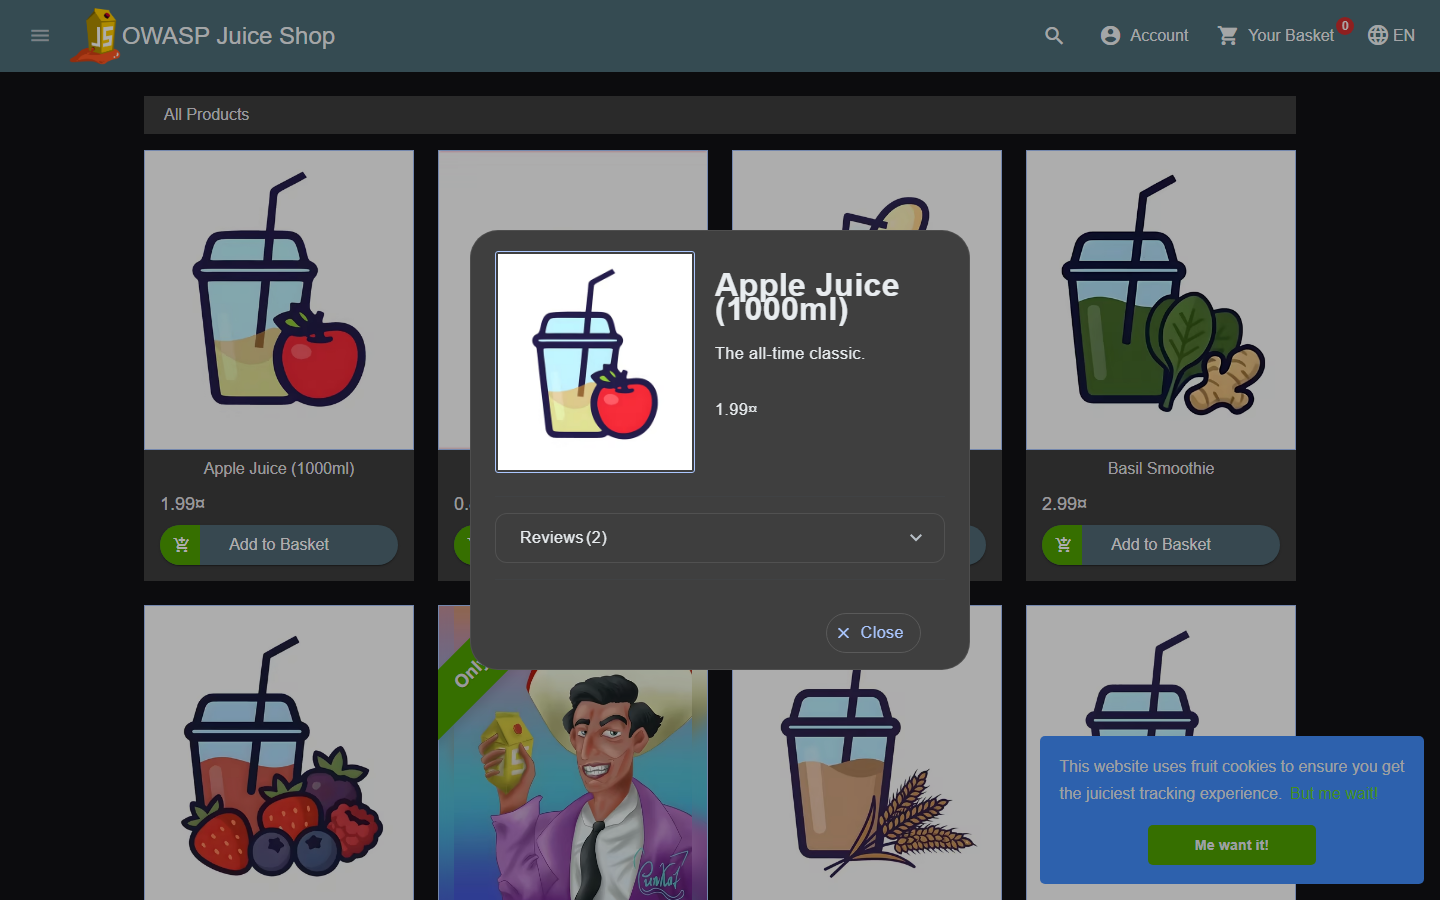 OWASP Juice Shop
Account
Your Basket
0
EN
All Products
Apple Juice (1000ml)
1.99¤
Add to Basket
0.
Basil Smoothie
2.99¤
Add to Basket
Apple Juice
(1000ml)
The all-time classic.
1.99¤
Reviews (2)
Close
Only
This website uses fruit cookies to ensure you get
the juiciest tracking experience. But me wait!
Me want it!